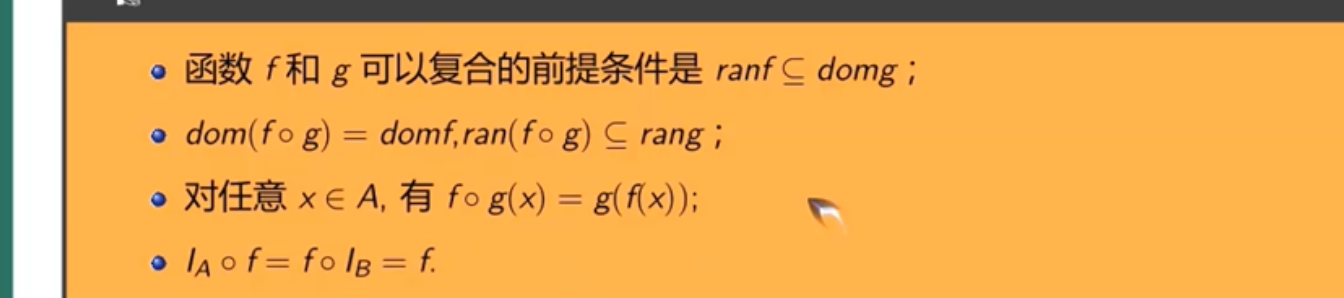 函数 f 和 g 可以复合的前提条件是 ranf ⊆ domg；
dom(f ∘ g) = domf,ran(f ∘ g) ⊆ rang；
对任意 x ∈ A, 有 f ∘ g(x) = g(f(x));
I_A ∘ f = f ∘ I_B = f.